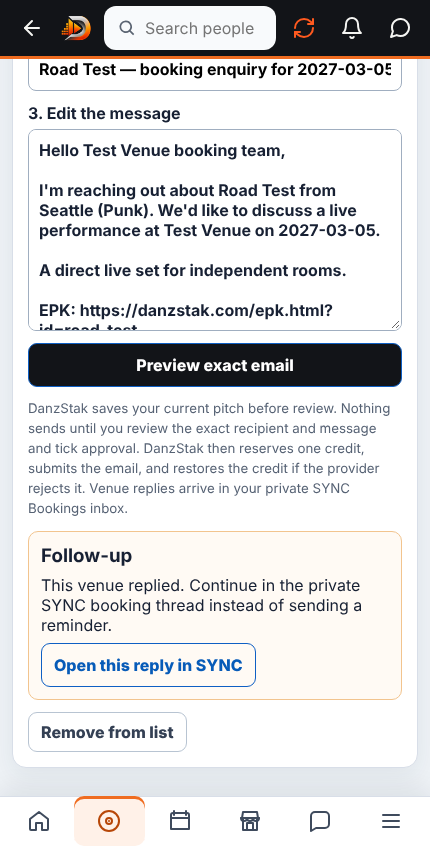 Search people
Road Test — booking enquiry for 2027-03-05
3. Edit the message
Hello Test Venue booking team,
I'm reaching out about Road Test from
Seattle (Punk). We'd like to discuss a live
performance at Test Venue on 2027-03-05.
A direct live set for independent rooms.
EPK: https://danzstak.com/epk.html?
id=road-test
Preview exact email
DanzStak saves your current pitch before review. Nothing
sends until you review the exact recipient and message
and tick approval. DanzStak then reserves one credit,
submits the email, and restores the credit if the provider
rejects it. Venue replies arrive in your private SYNC
Bookings inbox.
Follow-up
This venue replied. Continue in the private
SYNC booking thread instead of sending a
reminder.
Open this reply in SYNC
Remove from list